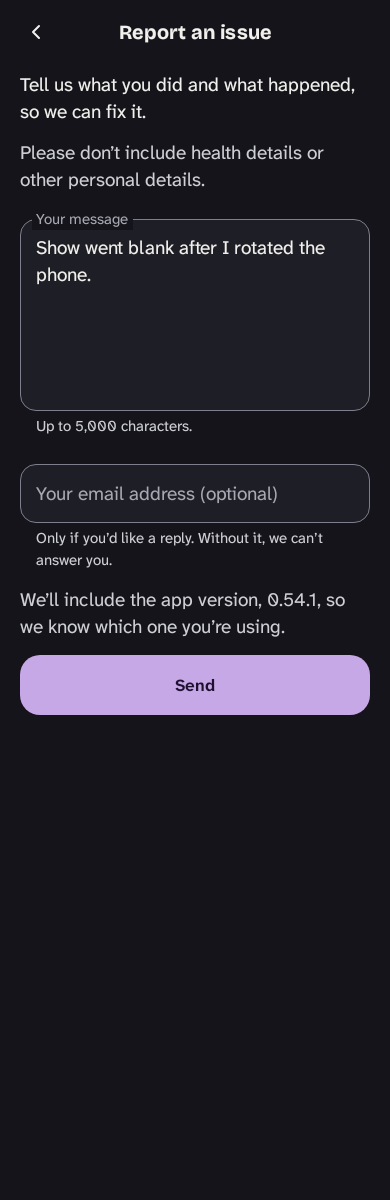 Report an issue
Tell us what you did and what happened,
so we can fix it.
Please don’t include health details or
other personal details.
Your message
Show went blank after I rotated the
phone.
Up to 5,000 characters.
Your email address (optional)
Only if you’d like a reply. Without it, we can’t
answer you.
We’ll include the app version, 0.54.1, so
we know which one you’re using.
Send